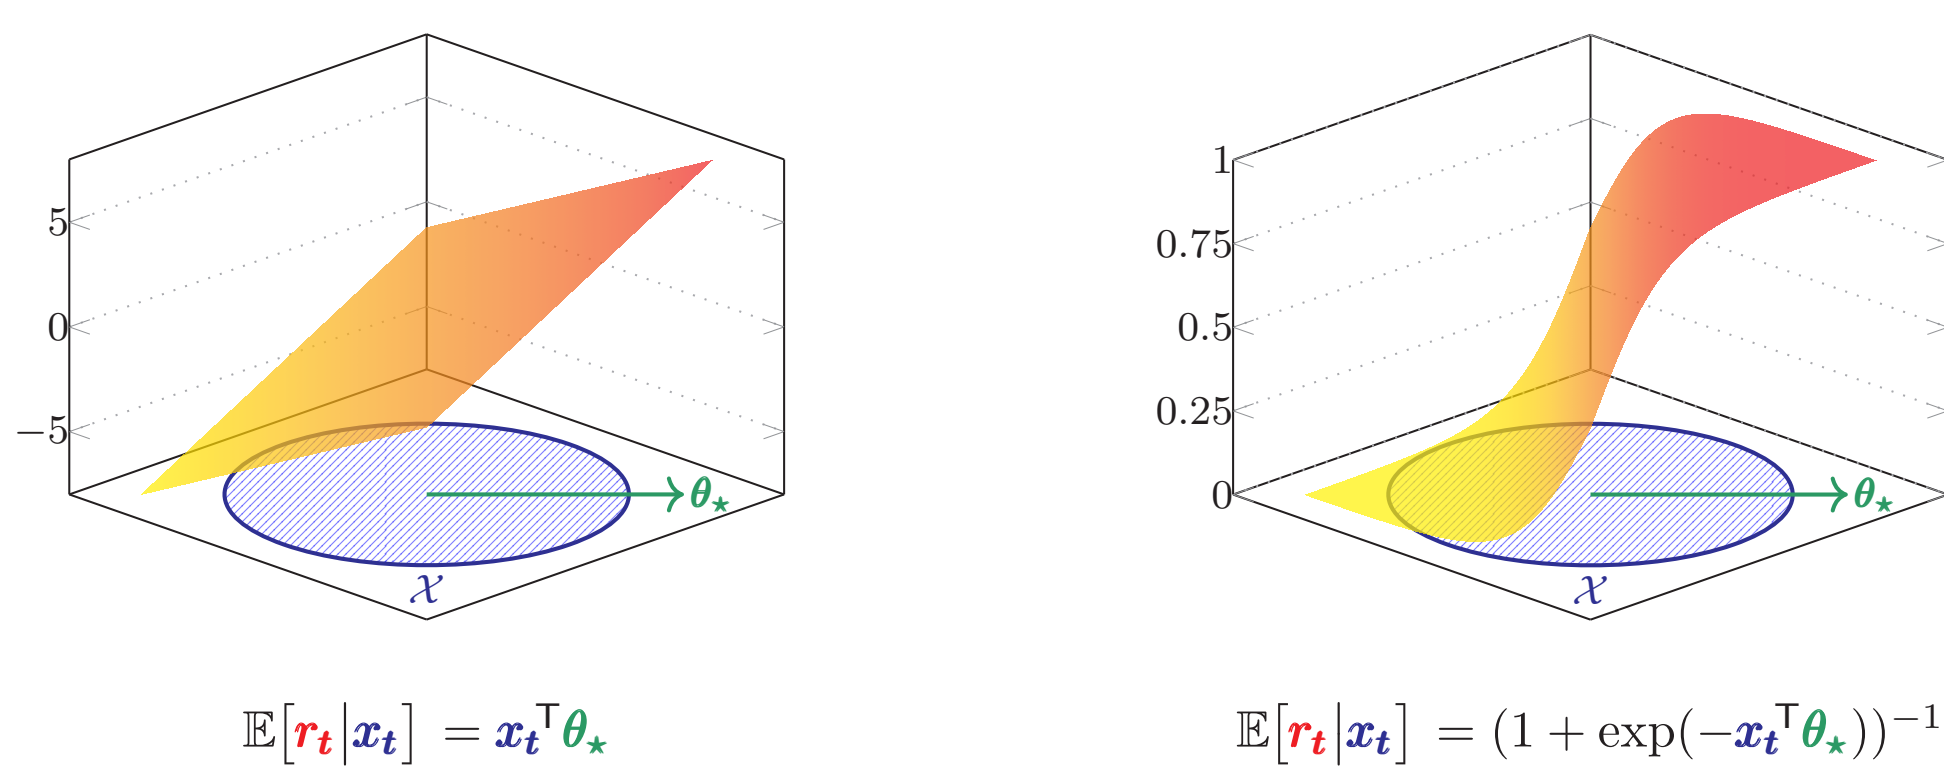 5
0
−5
θ⋆
𝒳
𝔼[r_t|x_t] = x_t^⊤θ⋆
1
0.75
0.5
0.25
0
θ⋆
𝒳
𝔼[r_t|x_t] = (1 + exp(−x_t^⊤θ⋆))^−1